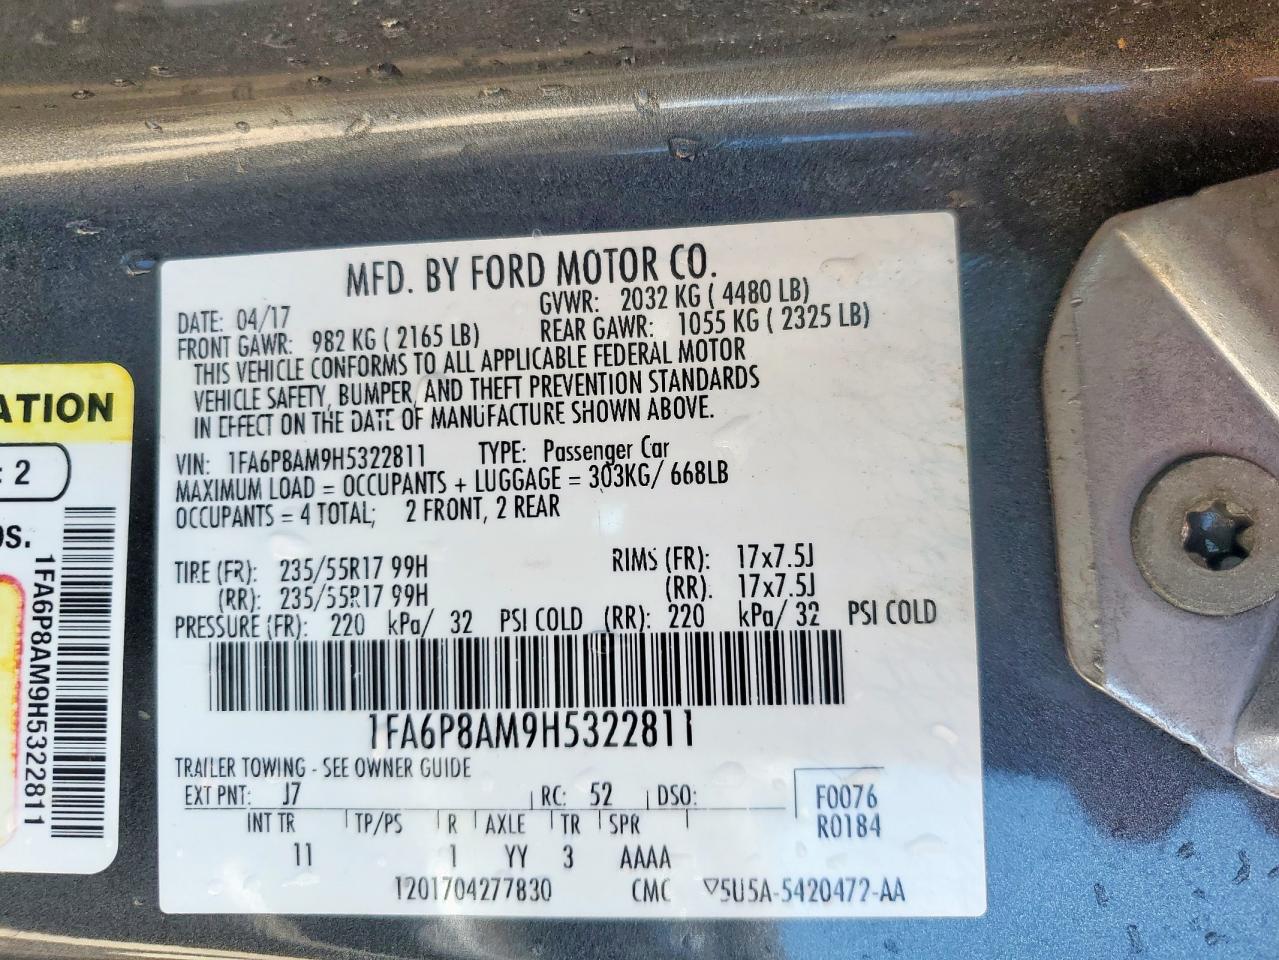 MFD. BY FORD MOTOR CO.
DATE: 04/17 GVWR: 2032 KG ( 4480 LB)
FRONT GAWR: 982 KG ( 2165 LB) REAR GAWR: 1055 KG ( 2325 LB)
THIS VEHICLE CONFORMS TO ALL APPLICABLE FEDERAL MOTOR
VEHICLE SAFETY, BUMPER, AND THEFT PREVENTION STANDARDS
IN EFFECT ON THE DATE OF MANUFACTURE SHOWN ABOVE.
VIN: 1FA6P8AM9H5322811 TYPE: Passenger Car
MAXIMUM LOAD = OCCUPANTS + LUGGAGE = 303KG/ 668LB
OCCUPANTS = 4 TOTAL; 2 FRONT, 2 REAR
TIRE (FR): 235/55R17 99H RIMS (FR): 17x7.5J
(RR): 235/55R17 99H (RR). 17x7.5J
PRESSURE (FR): 220 kPa/ 32 PSI COLD (RR): 220 kPa/ 32 PSI COLD
1FA6P8AM9H5322811
TRAILER TOWING - SEE OWNER GUIDE
EXT PNT: J7 RC: 52 DSO: F0076
INT TR TP/PS R AXLE TR SPR R0184
11 1 YY 3 AAAA
1201704277830 CMC ▽5U5A-5420472-AA
ATION
: 2
OS.
1FA6P8AM9H5322811